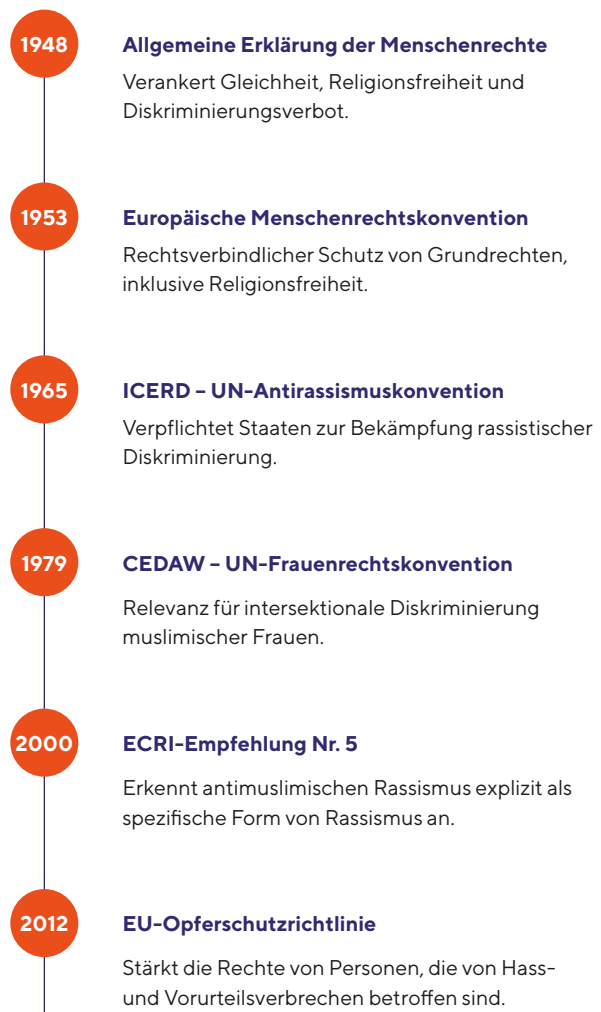 1948
Allgemeine Erklärung der Menschenrechte
Verankert Gleichheit, Religionsfreiheit und
Diskriminierungsverbot.
1953
Europäische Menschenrechtskonvention
Rechtsverbindlicher Schutz von Grundrechten,
inklusive Religionsfreiheit.
1965
ICERD – UN-Antirassismuskonvention
Verpflichtet Staaten zur Bekämpfung rassistischer
Diskriminierung.
1979
CEDAW – UN-Frauenrechtskonvention
Relevanz für intersektionale Diskriminierung
muslimischer Frauen.
2000
ECRI-Empfehlung Nr. 5
Erkennt antimuslimischen Rassismus explizit als
spezifische Form von Rassismus an.
2012
EU-Opferschutzrichtlinie
Stärkt die Rechte von Personen, die von Hass-
und Vorurteilsverbrechen betroffen sind.